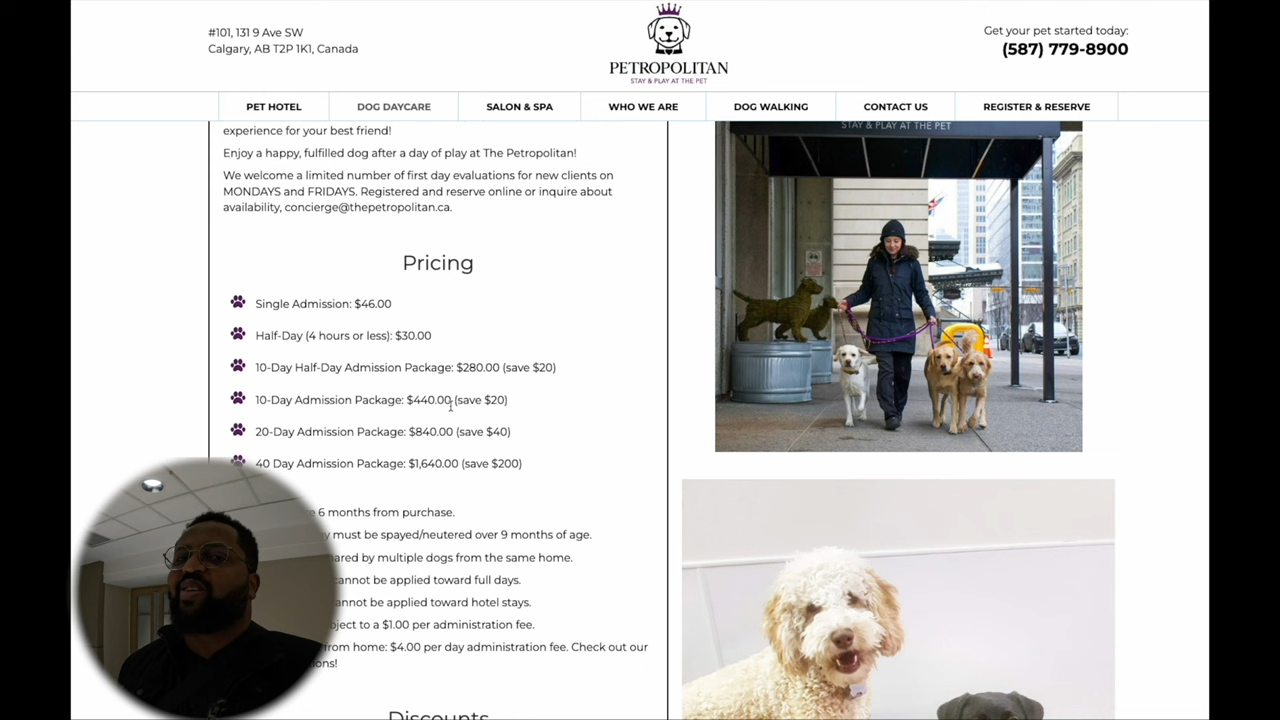 #101, 131 9 Ave SW
Calgary, AB T2P 1K1, Canada
PETROPOLITAN
STAY & PLAY AT THE PET
Get your pet started today:
(587) 779-8900
PET HOTEL
DOG DAYCARE
SALON & SPA
WHO WE ARE
DOG WALKING
CONTACT US
REGISTER & RESERVE
experience for your best friend!
Enjoy a happy, fulfilled dog after a day of play at The Petropolitan!
We welcome a limited number of first day evaluations for new clients on
MONDAYS and FRIDAYS. Registered and reserve online or inquire about
availability, concierge@thepetropolitan.ca.
Pricing
Single Admission: $46.00
Half-Day (4 hours or less): $30.00
10-Day Half-Day Admission Package: $280.00 (save $20)
10-Day Admission Package: $440.00 (save $20)
20-Day Admission Package: $840.00 (save $40)
40 Day Admission Package: $1,640.00 (save $200)
6 months from purchase.
must be spayed/neutered over 9 months of age.
by multiple dogs from the same home.
cannot be applied toward full days.
cannot be applied toward hotel stays.
to a $1.00 per administration fee.
from home: $4.00 per day administration fee. Check out our
Discounts
STAY & PLAY AT THE PET